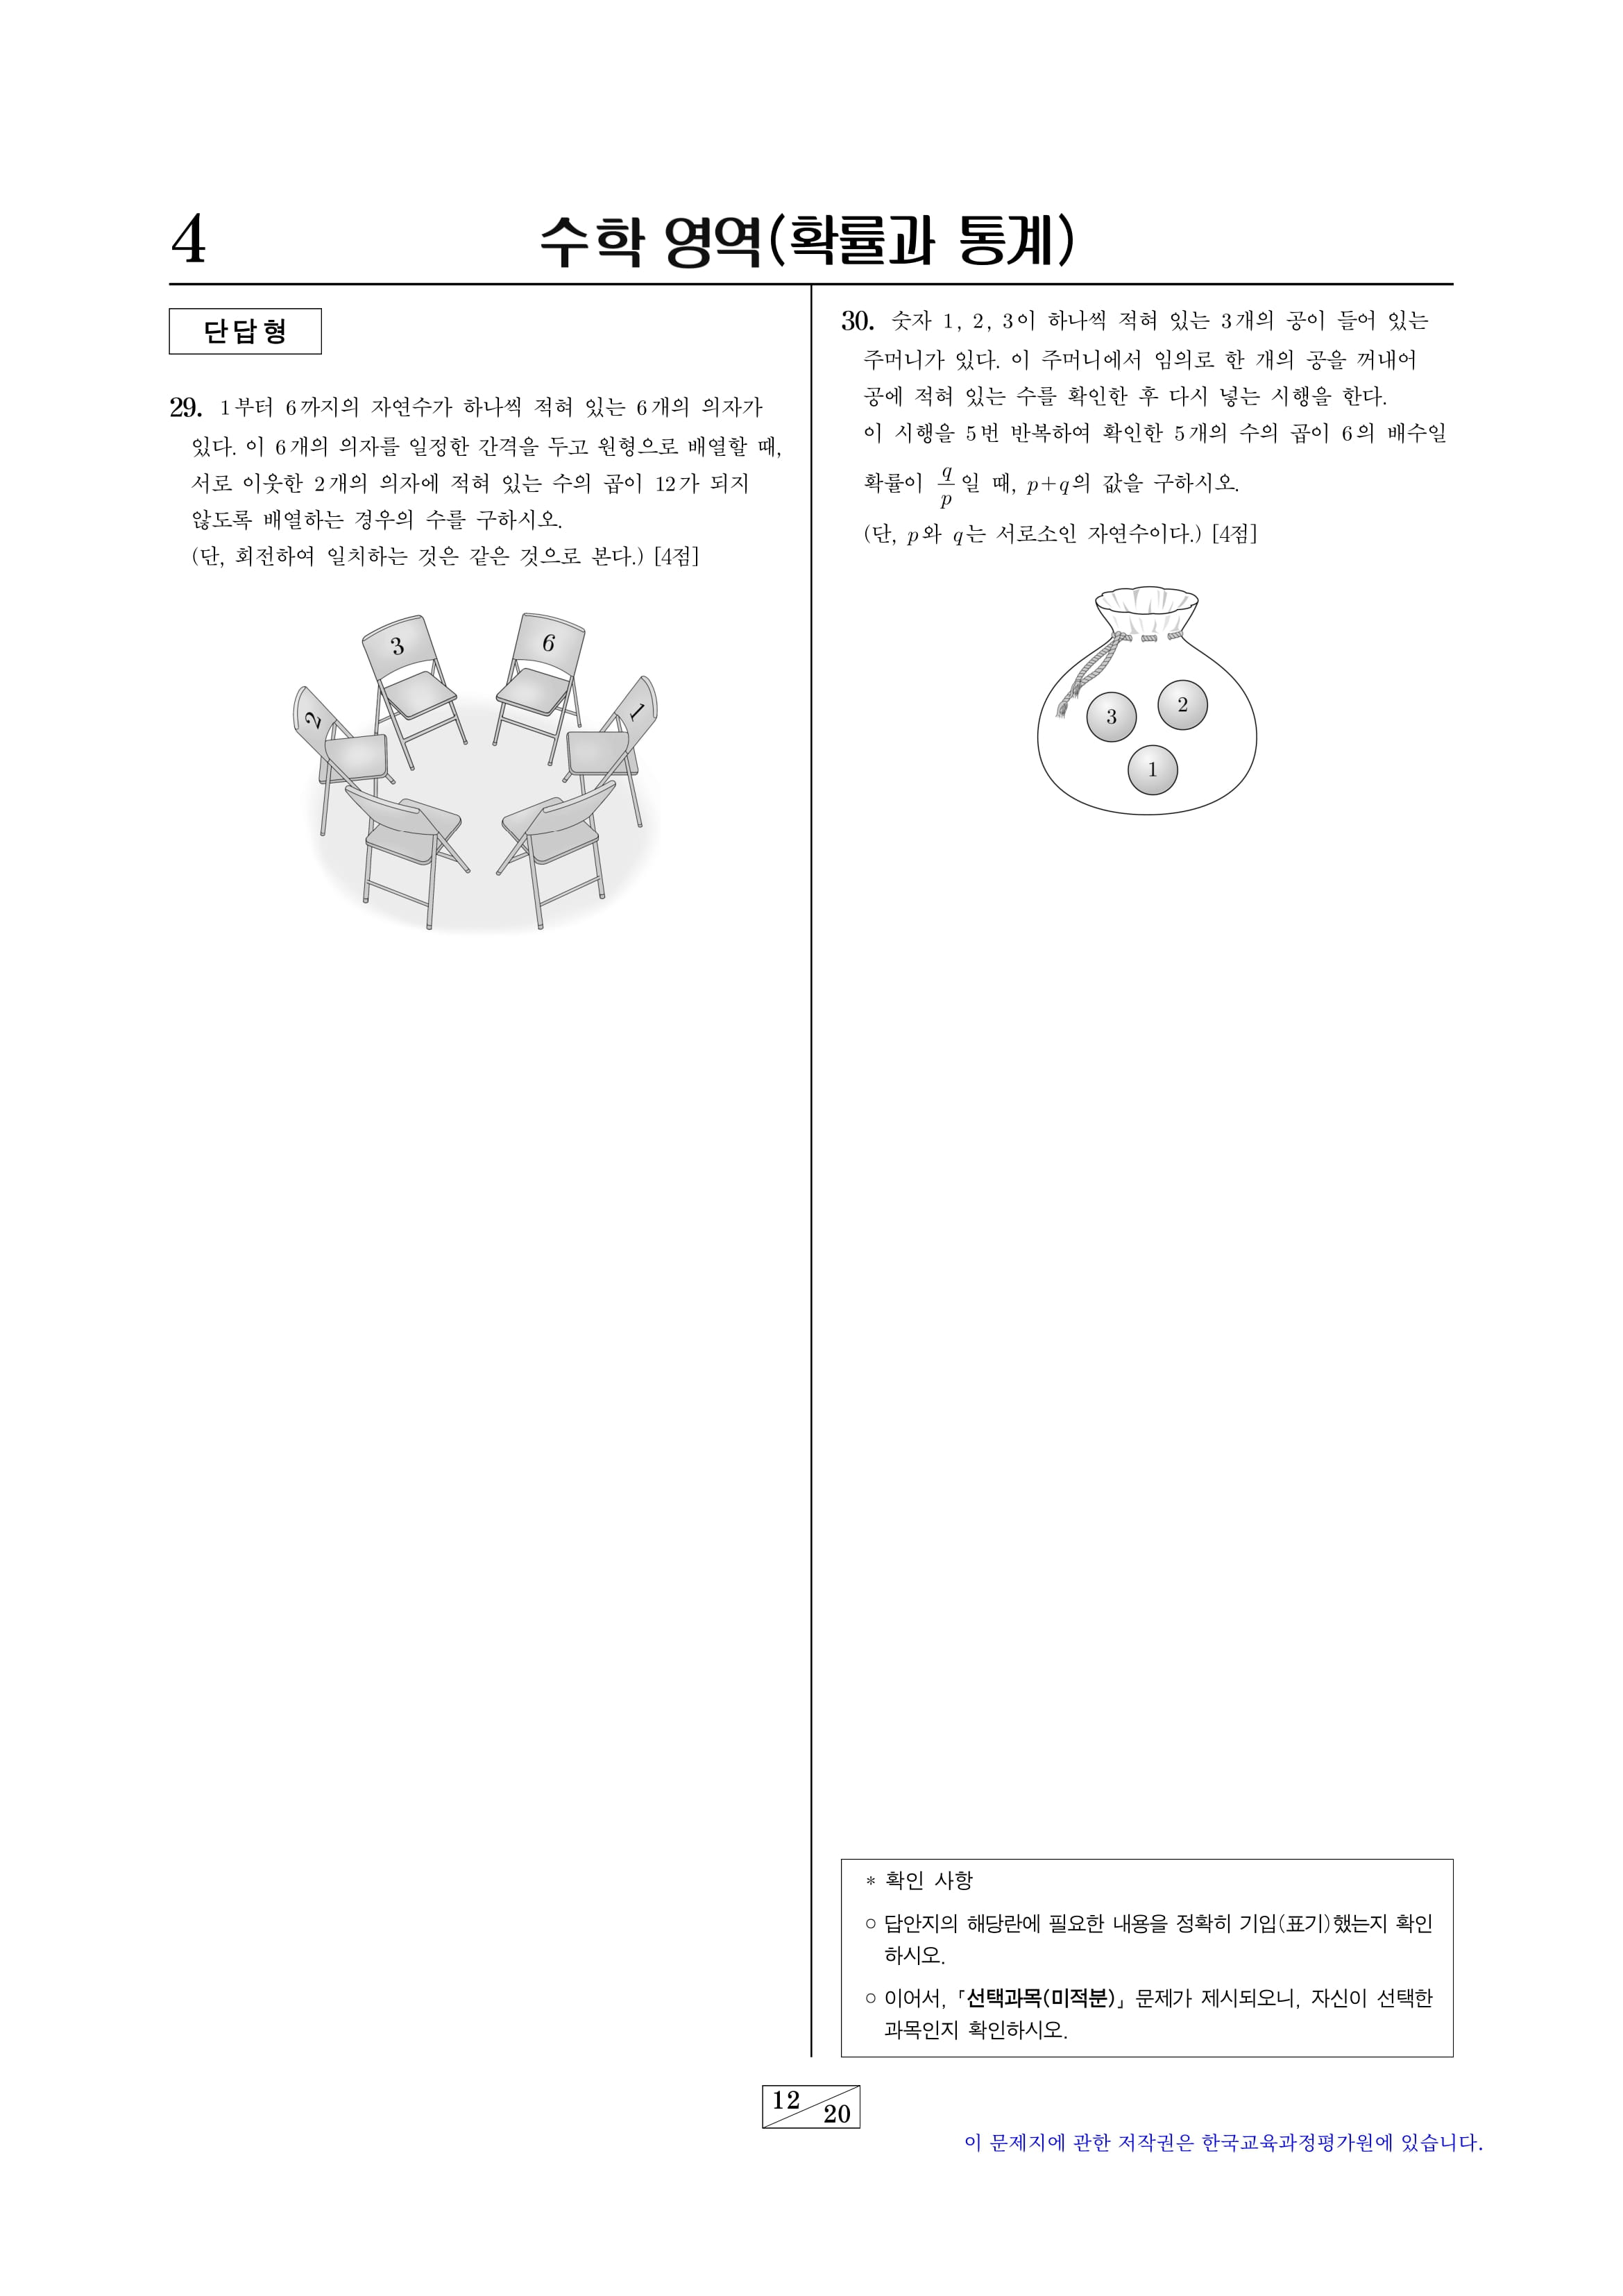 4
수학 영역(확률과 통계)
단답형
29. 1부터 6까지의 자연수가 하나씩 적혀 있는 6개의 의자가
있다. 이 6개의 의자를 일정한 간격을 두고 원형으로 배열할 때,
서로 이웃한 2개의 의자에 적혀 있는 수의 곱이 12가 되지
않도록 배열하는 경우의 수를 구하시오.
(단, 회전하여 일치하는 것은 같은 것으로 본다.) [4점]
3
6
2
1
30. 숫자 1, 2, 3이 하나씩 적혀 있는 3개의 공이 들어 있는
주머니가 있다. 이 주머니에서 임의로 한 개의 공을 꺼내어
공에 적혀 있는 수를 확인한 후 다시 넣는 시행을 한다.
이 시행을 5번 반복하여 확인한 5개의 수의 곱이 6의 배수일
확률이 q/p일 때, p+q의 값을 구하시오.
(단, p와 q는 서로소인 자연수이다.) [4점]
3
2
1
* 확인 사항
○ 답안지의 해당란에 필요한 내용을 정확히 기입(표기)했는지 확인
하시오.
○ 이어서, 「선택과목(미적분)」 문제가 제시되오니, 자신이 선택한
과목인지 확인하시오.
12
20
이 문제지에 관한 저작권은 한국교육과정평가원에 있습니다.